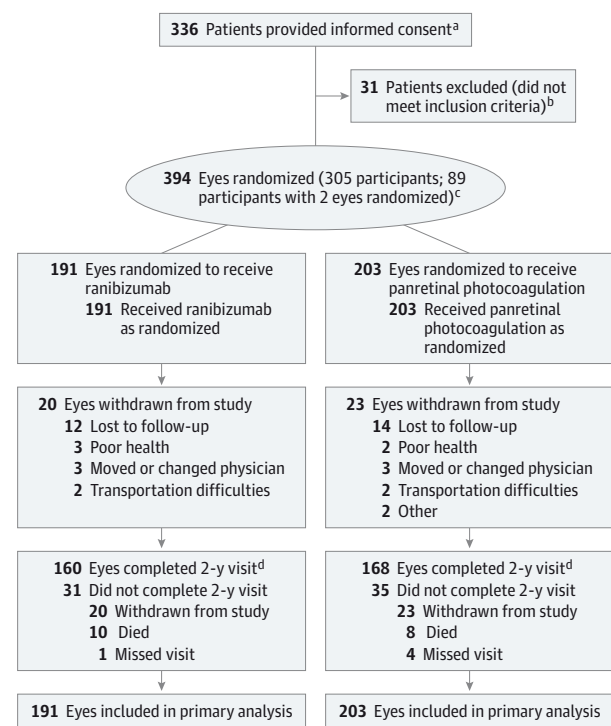 336 Patients provided informed consentᵃ
31 Patients excluded (did not
meet inclusion criteria)ᵇ
394 Eyes randomized (305 participants; 89
participants with 2 eyes randomized)ᶜ
191 Eyes randomized to receive
ranibizumab
191 Received ranibizumab
as randomized
203 Eyes randomized to receive
panretinal photocoagulation
203 Received panretinal
photocoagulation as
randomized
20 Eyes withdrawn from study
12 Lost to follow-up
3 Poor health
3 Moved or changed physician
2 Transportation difficulties
23 Eyes withdrawn from study
14 Lost to follow-up
2 Poor health
3 Moved or changed physician
2 Transportation difficulties
2 Other
160 Eyes completed 2-y visitᵈ
31 Did not complete 2-y visit
20 Withdrawn from study
10 Died
1 Missed visit
168 Eyes completed 2-y visitᵈ
35 Did not complete 2-y visit
23 Withdrawn from study
8 Died
4 Missed visit
191 Eyes included in primary analysis
203 Eyes included in primary analysis